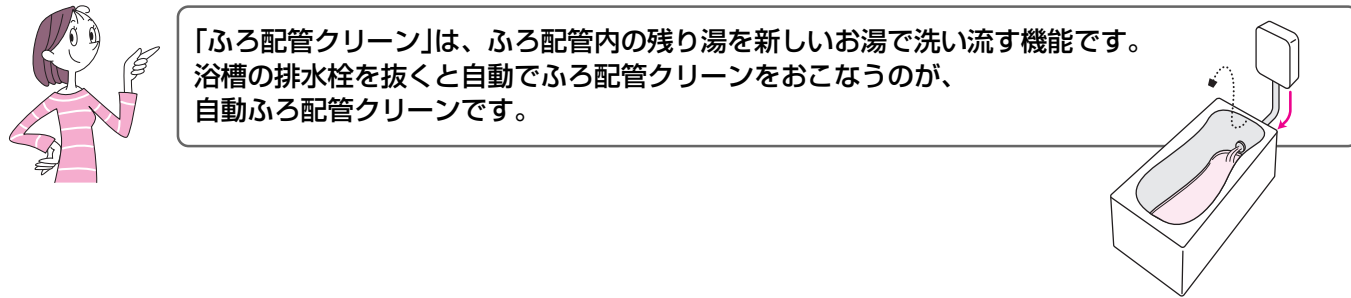 ｢ふろ配管クリーン｣は、ふろ配管内の残り湯を新しいお湯で洗い流す機能です。
浴槽の排水栓を抜くと自動でふろ配管クリーンをおこなうのが、
自動ふろ配管クリーンです。